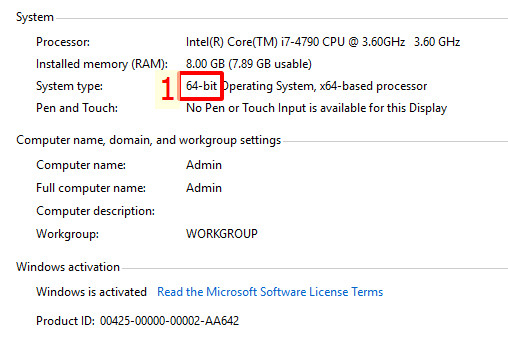 System
Processor: Intel(R) Core(TM) i7-4790 CPU @ 3.60GHz 3.60 GHz
Installed memory (RAM): 8.00 GB (7.89 GB usable)
1
System type: 64-bit Operating System, x64-based processor
Pen and Touch: No Pen or Touch Input is available for this Display
Computer name, domain, and workgroup settings
Computer name: Admin
Full computer name: Admin
Computer description:
Workgroup: WORKGROUP
Windows activation
Windows is activated Read the Microsoft Software License Terms
Product ID: 00425-00000-00002-AA642